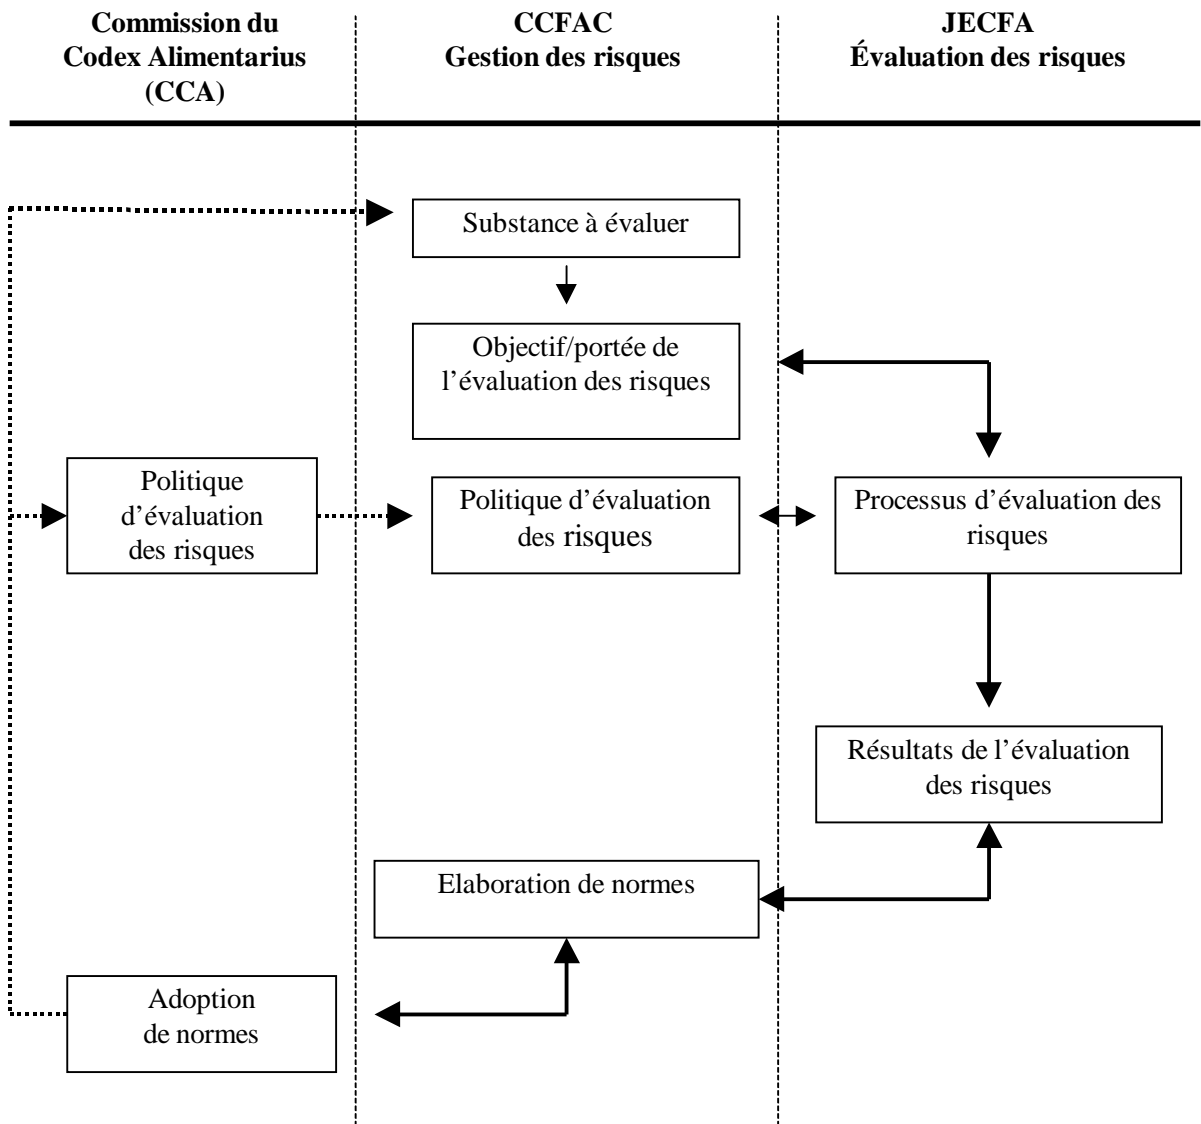 Commission du
Codex Alimentarius
(CCA)
CCFAC
Gestion des risques
JECFA
Évaluation des risques
Substance à évaluer
Objectif/portée de
l’évaluation des risques
Politique
d’évaluation
des risques
Politique d’évaluation
des risques
Processus d’évaluation des
risques
Résultats de l’évaluation
des risques
Elaboration de normes
Adoption
de normes